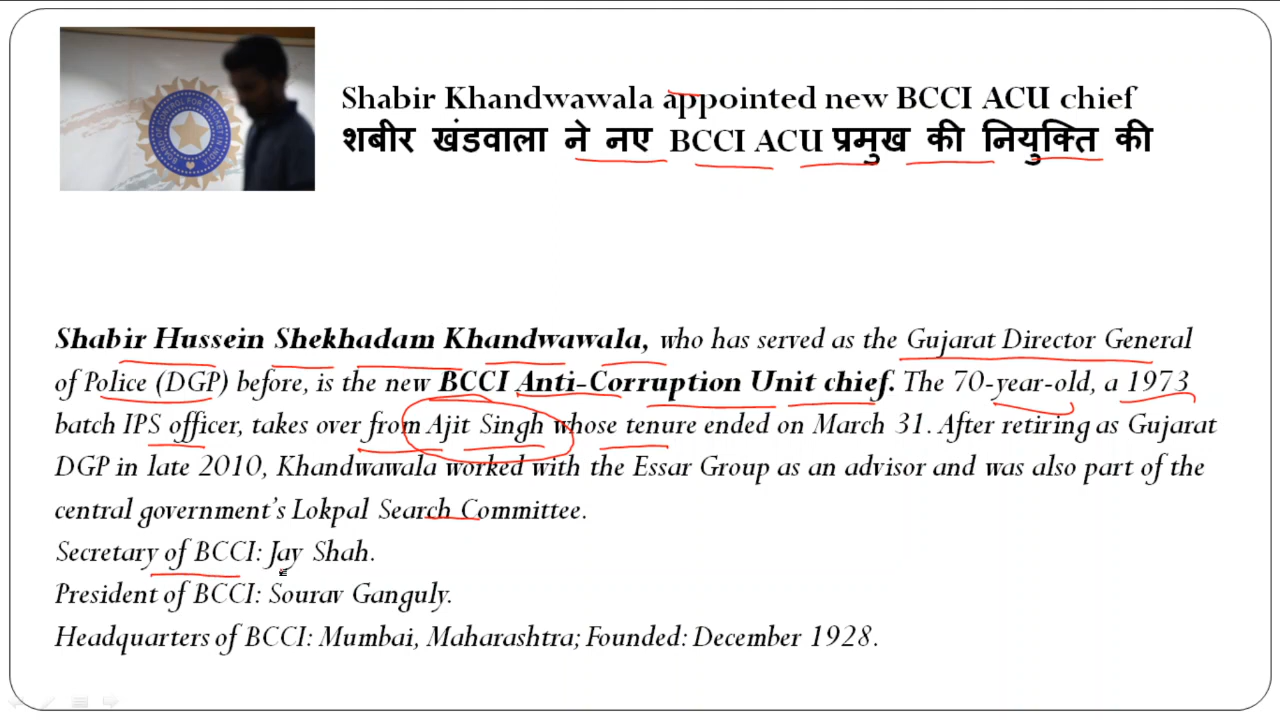 Shabir Khandwawala appointed new BCCI ACU chief
शबीर खंडवाला ने नए BCCI ACU प्रमुख की नियुक्ति की
Shabir Hussein Shekhadam Khandwawala, who has served as the Gujarat Director General
of Police (DGP) before, is the new BCCI Anti-Corruption Unit chief. The 70-year-old, a 1973
batch IPS officer, takes over from Ajit Singh whose tenure ended on March 31. After retiring as Gujarat
DGP in late 2010, Khandwawala worked with the Essar Group as an advisor and was also part of the
central government’s Lokpal Search Committee.
Secretary of BCCI: Jay Shah.
President of BCCI: Sourav Ganguly.
Headquarters of BCCI: Mumbai, Maharashtra; Founded: December 1928.